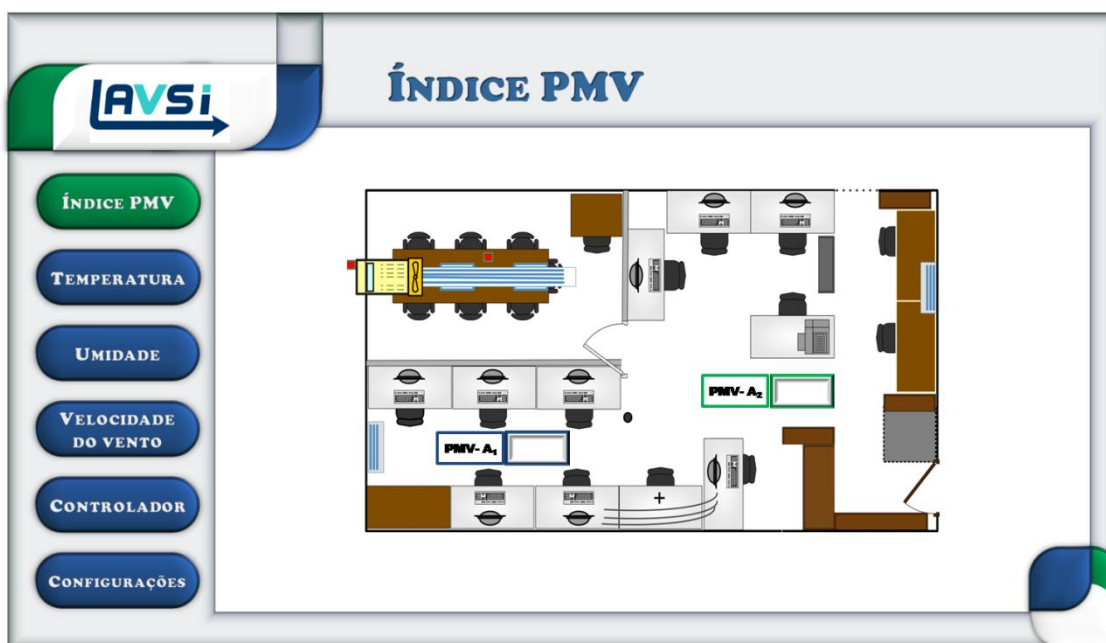 LAVSI
ÍNDICE PMV
ÍNDICE PMV
TEMPERATURA
UMIDADE
VELOCIDADE
DO VENTO
CONTROLADOR
CONFIGURAÇÕES
PMV- A₂
PMV- A₁